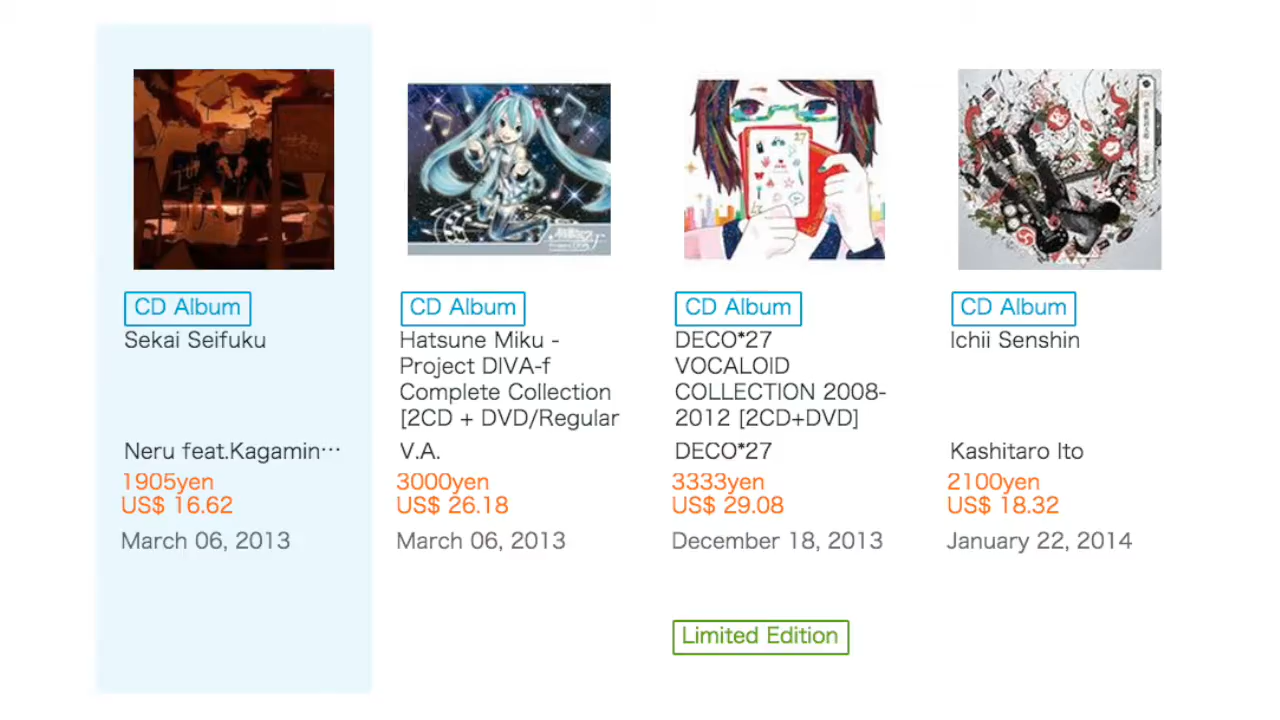 CD Album
Sekai Seifuku
Neru feat.Kagamin…
1905yen
US$ 16.62
March 06, 2013
CD Album
Hatsune Miku -
Project DIVA-f
Complete Collection
[2CD + DVD/Regular
V.A.
3000yen
US$ 26.18
March 06, 2013
27
CD Album
DECO*27
VOCALOID
COLLECTION 2008-
2012 [2CD+DVD]
DECO*27
3333yen
US$ 29.08
December 18, 2013
Limited Edition
CD Album
Ichii Senshin
Kashitaro Ito
2100yen
US$ 18.32
January 22, 2014